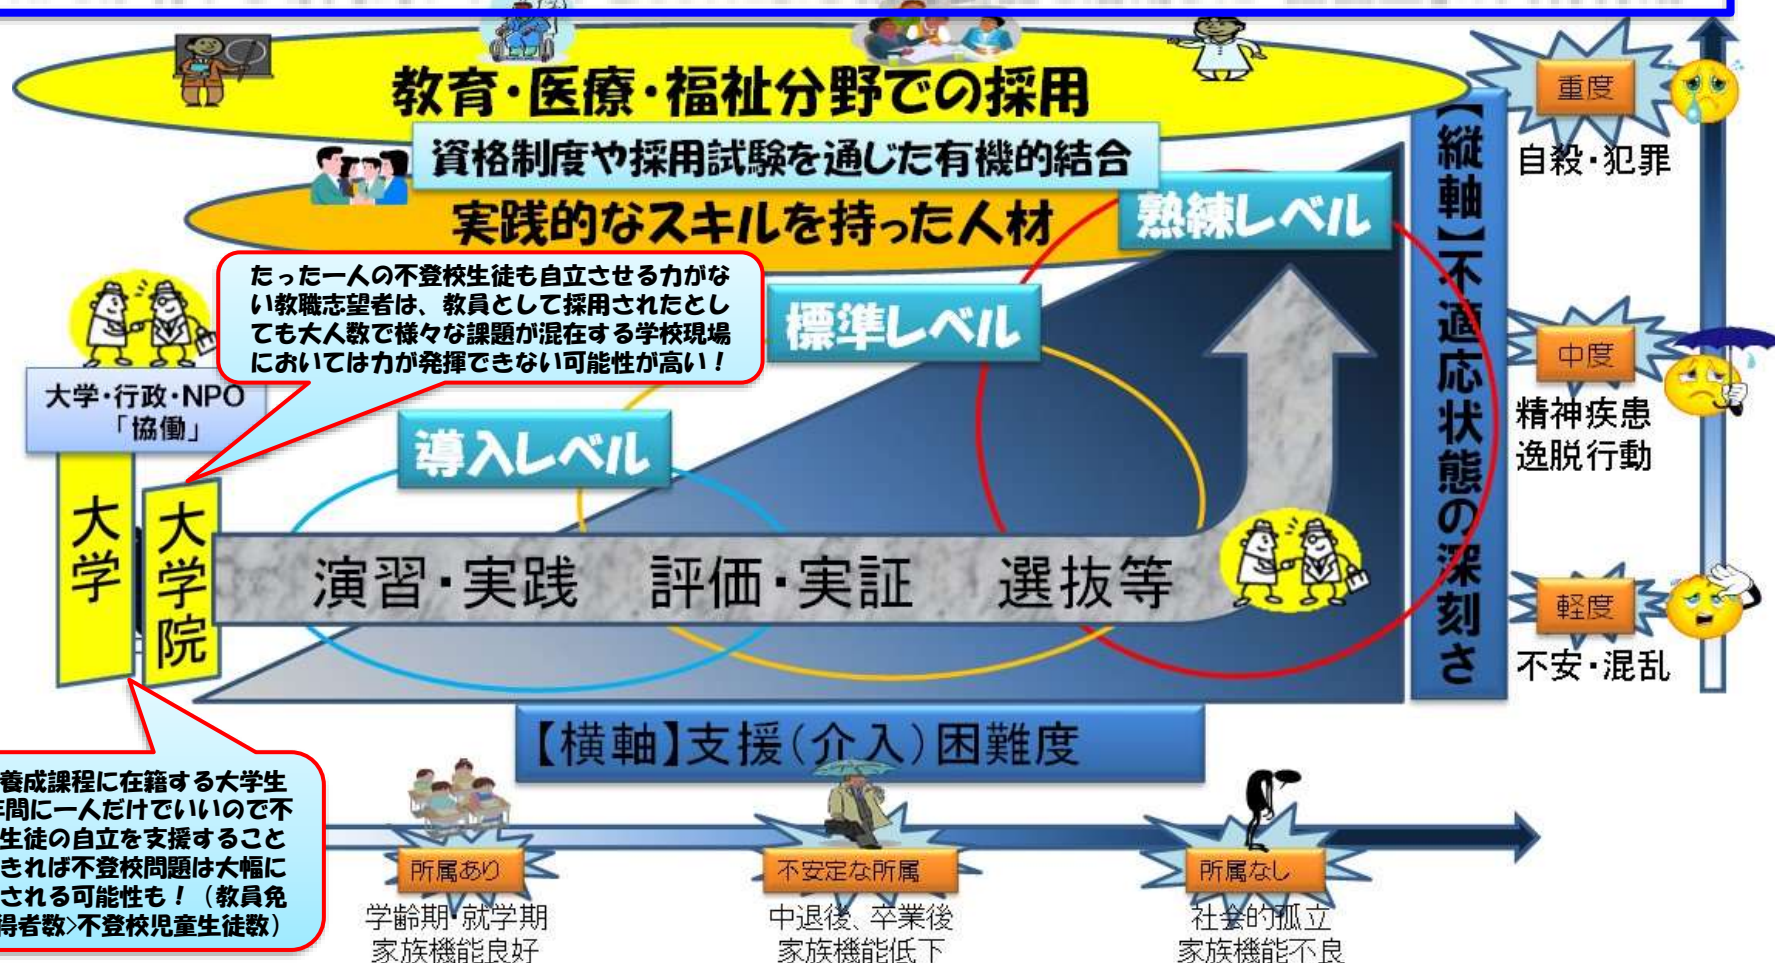 教育・医療・福祉分野での採用
資格制度や採用試験を通じた有機的結合
実践的なスキルを持った人材
熟練レベル
標準レベル
導入レベル
たった一人の不登校生徒も自立させる力がな
い教職志望者は、教員として採用されたとし
ても大人数で様々な課題が混在する学校現場
においては力が発揮できない可能性が高い！
大学・行政・NPO
「協働」
大学
大学院
演習・実践 評価・実証 選抜等
【縦軸】不適応状態の深刻さ
重度
自殺・犯罪
中度
精神疾患
逸脱行動
軽度
不安・混乱
【横軸】支援(介入)困難度
養成課程に在籍する大学生
年間に一人だけでいいので不
生徒の自立を支援すること
きれば不登校問題は大幅に
される可能性も！（教員免
得者数>不登校児童生徒数）
所属あり
学齢期・就学期
家族機能良好
不安定な所属
中退後、卒業後
家族機能低下
所属なし
社会的孤立
家族機能不良